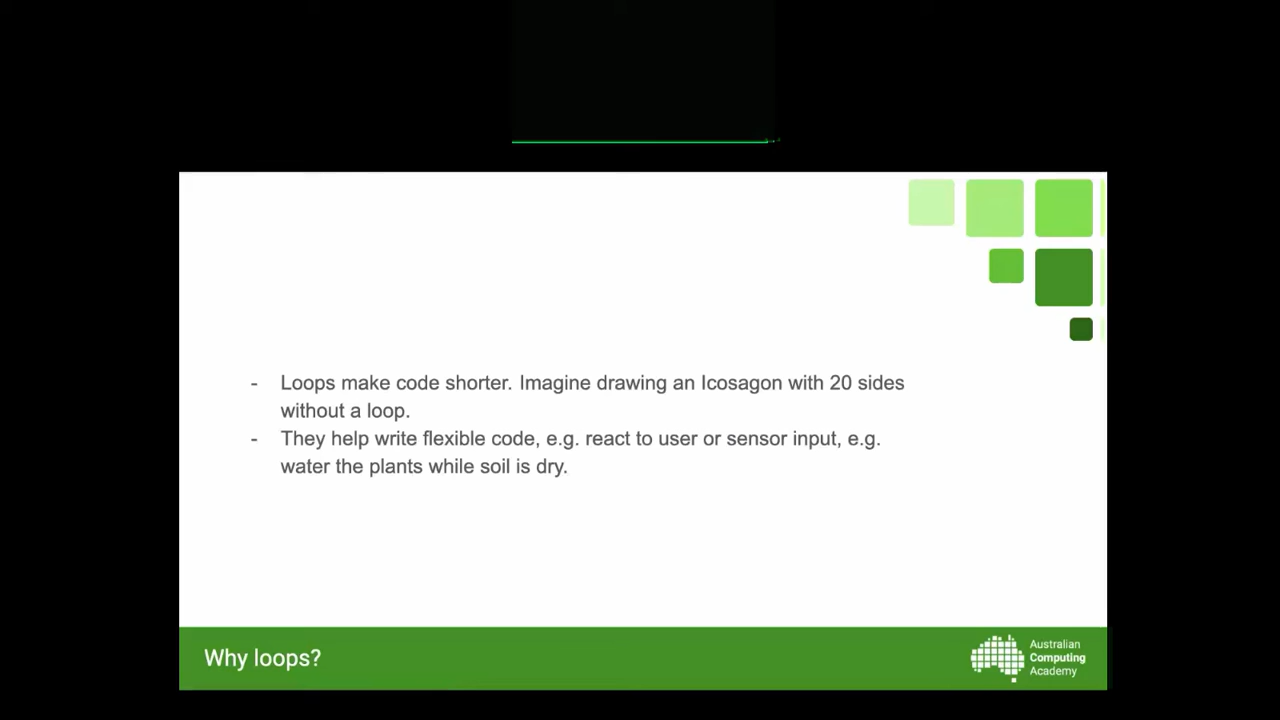 - Loops make code shorter. Imagine drawing an Icosagon with 20 sides
without a loop.
- They help write flexible code, e.g. react to user or sensor input, e.g.
water the plants while soil is dry.
Why loops?
Australian
Computing
Academy